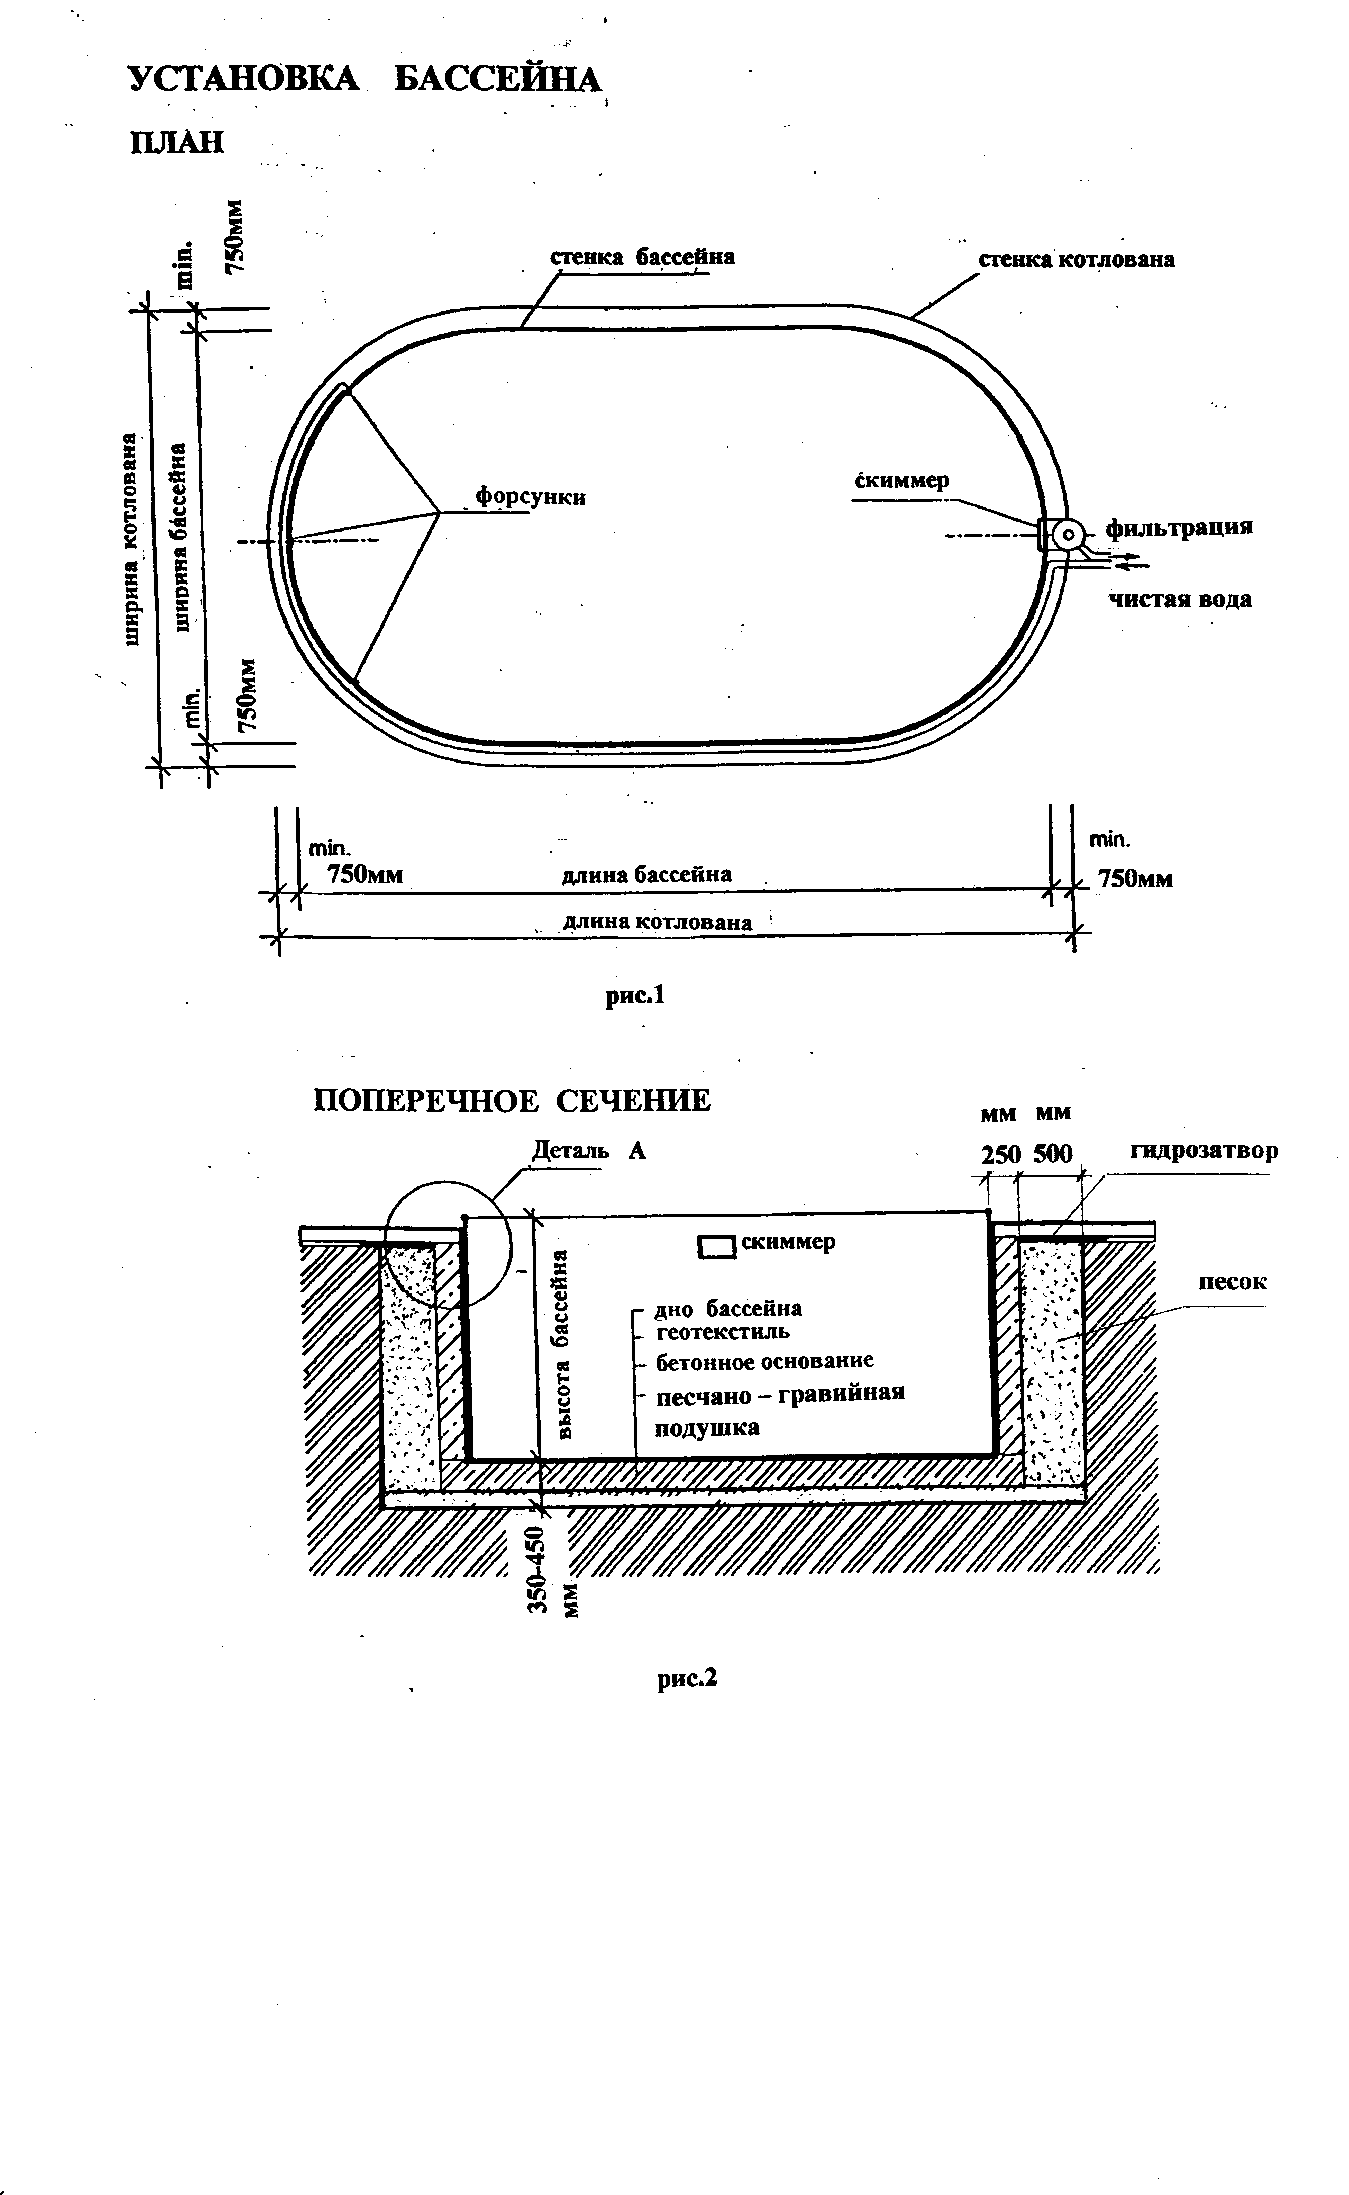 УСТАНОВКА БАССЕЙНА
ПЛАН
min.
750мм
стенка бассейна
стенка котлована
ширина котлована
ширина бассейна
форсунки
скиммер
фильтрация
чистая вода
min.
750мм
min.
750мм
длина бассейна
min.
750мм
длина котлована
рис.1
ПОПЕРЕЧНОЕ СЕЧЕНИЕ
мм мм
250 500
Деталь А
гидрозатвор
скиммер
высота бассейна
песок
дно бассейна
геотекстиль
бетонное основание
песчано – гравийная
подушка
350-450
мм
рис.2